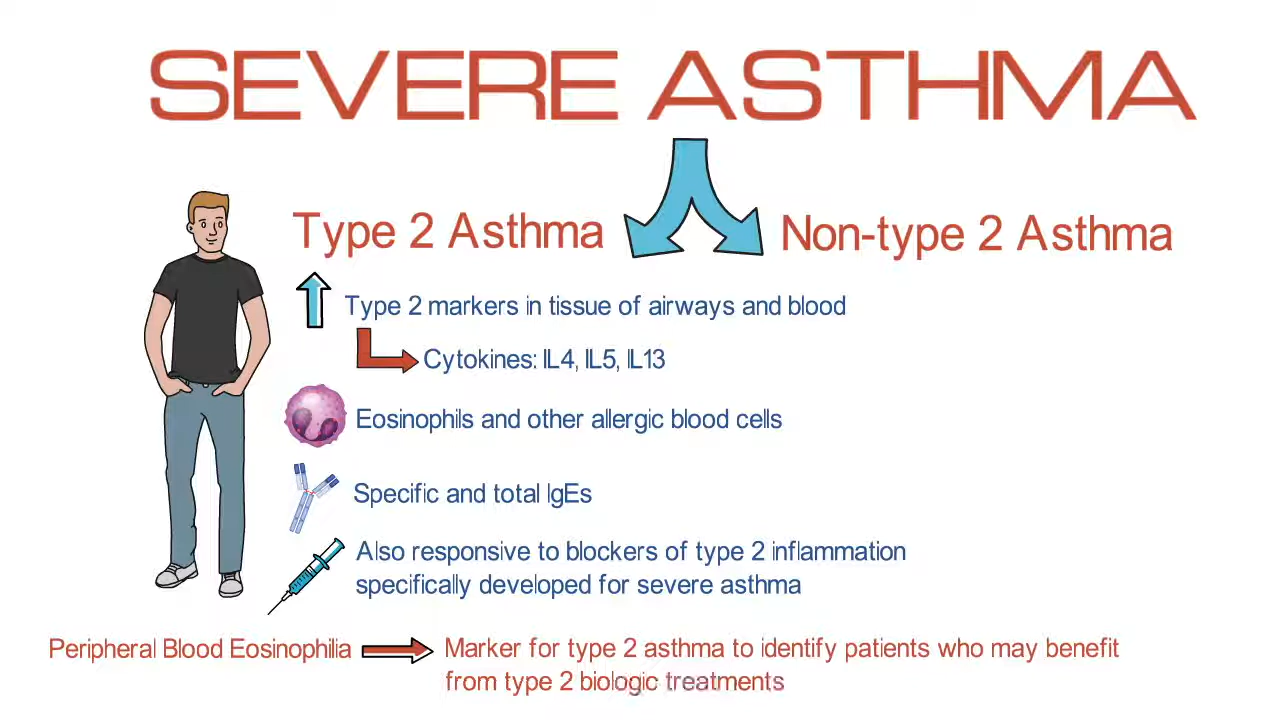 SEVERE ASTHMA
Type 2 Asthma
Non-type 2 Asthma
Type 2 markers in tissue of airways and blood
Cytokines: IL4, IL5, IL13
Eosinophils and other allergic blood cells
Specific and total IgEs
Also responsive to blockers of type 2 inflammation
specifically developed for severe asthma
Peripheral Blood Eosinophilia
Marker for type 2 asthma to identify patients who may benefit
from type 2 biologic treatments